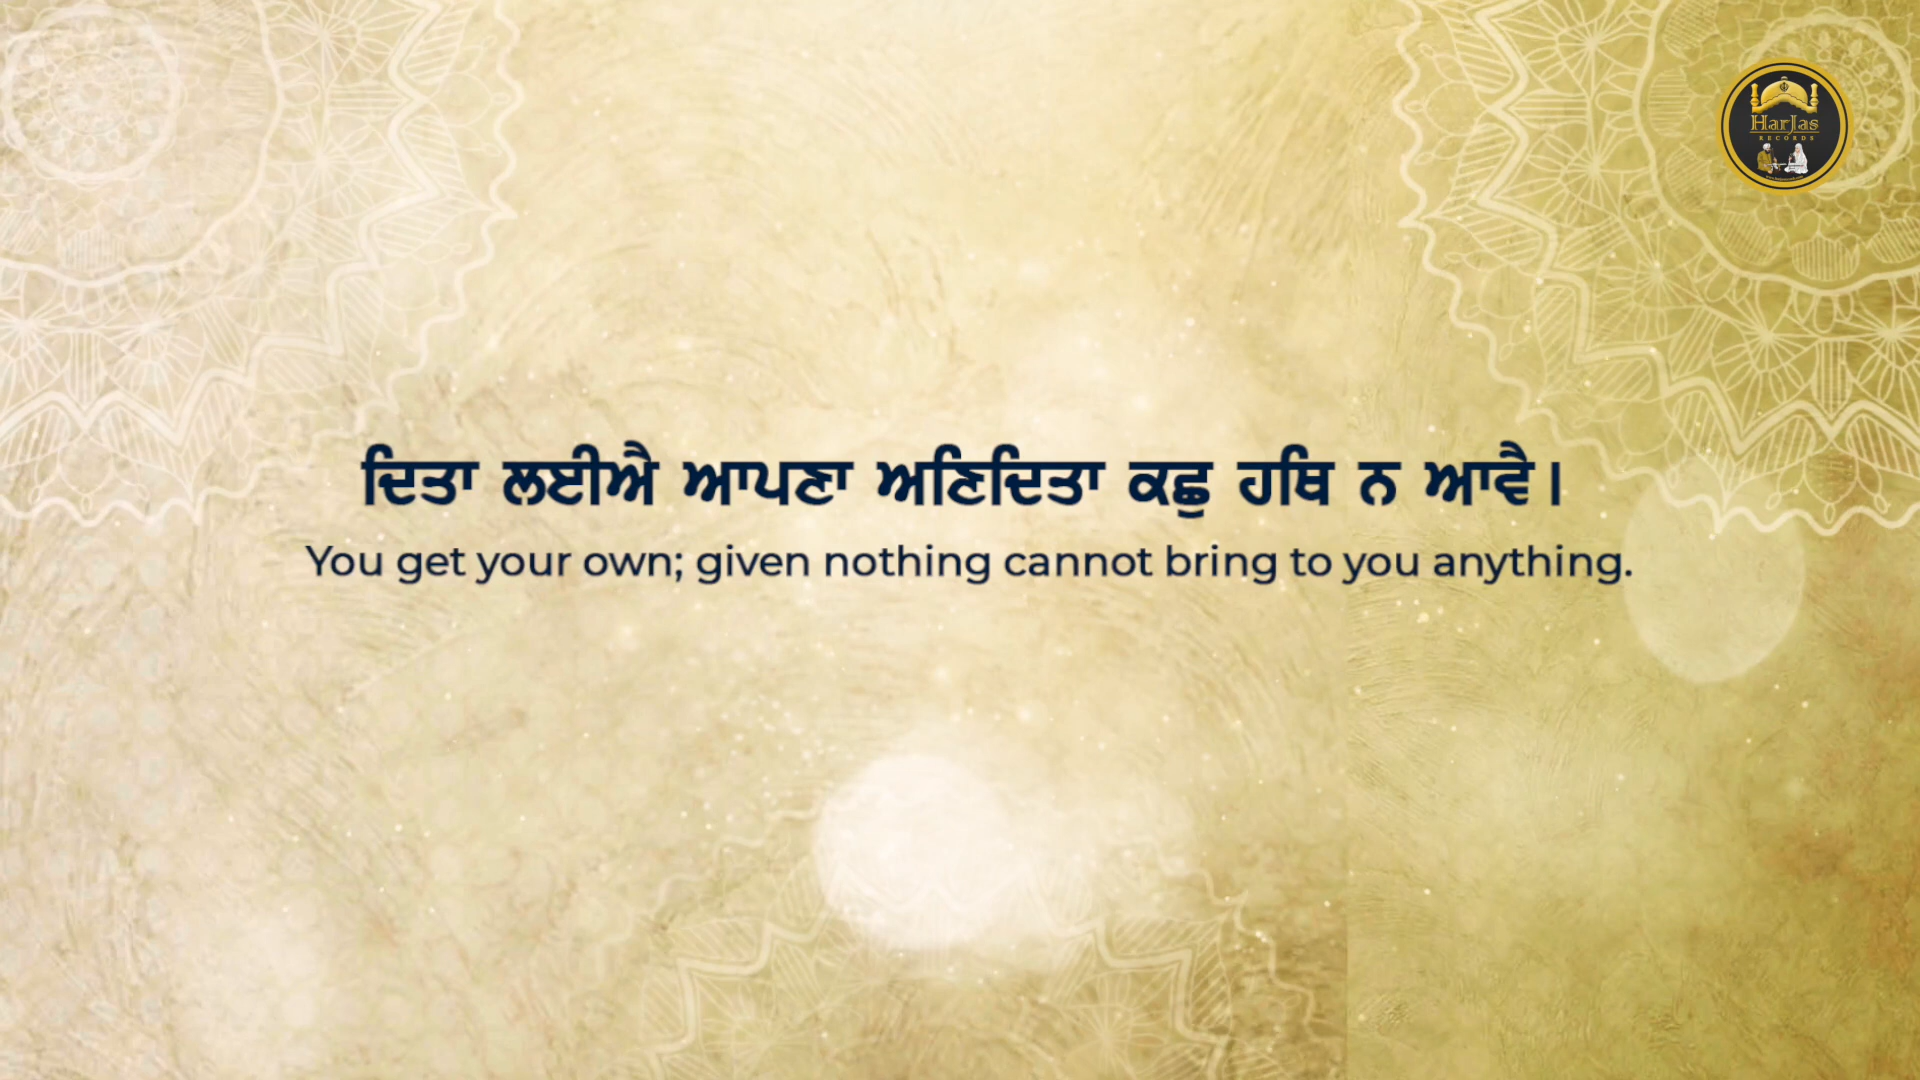 HarJas
RECORDS
ਦਿਤਾ ਲਈਐ ਆਪਣਾ ਅਣਿਦਿਤਾ ਕਛੁ ਹਥਿ ਨ ਆਵੈ।
You get your own; given nothing cannot bring to you anything.